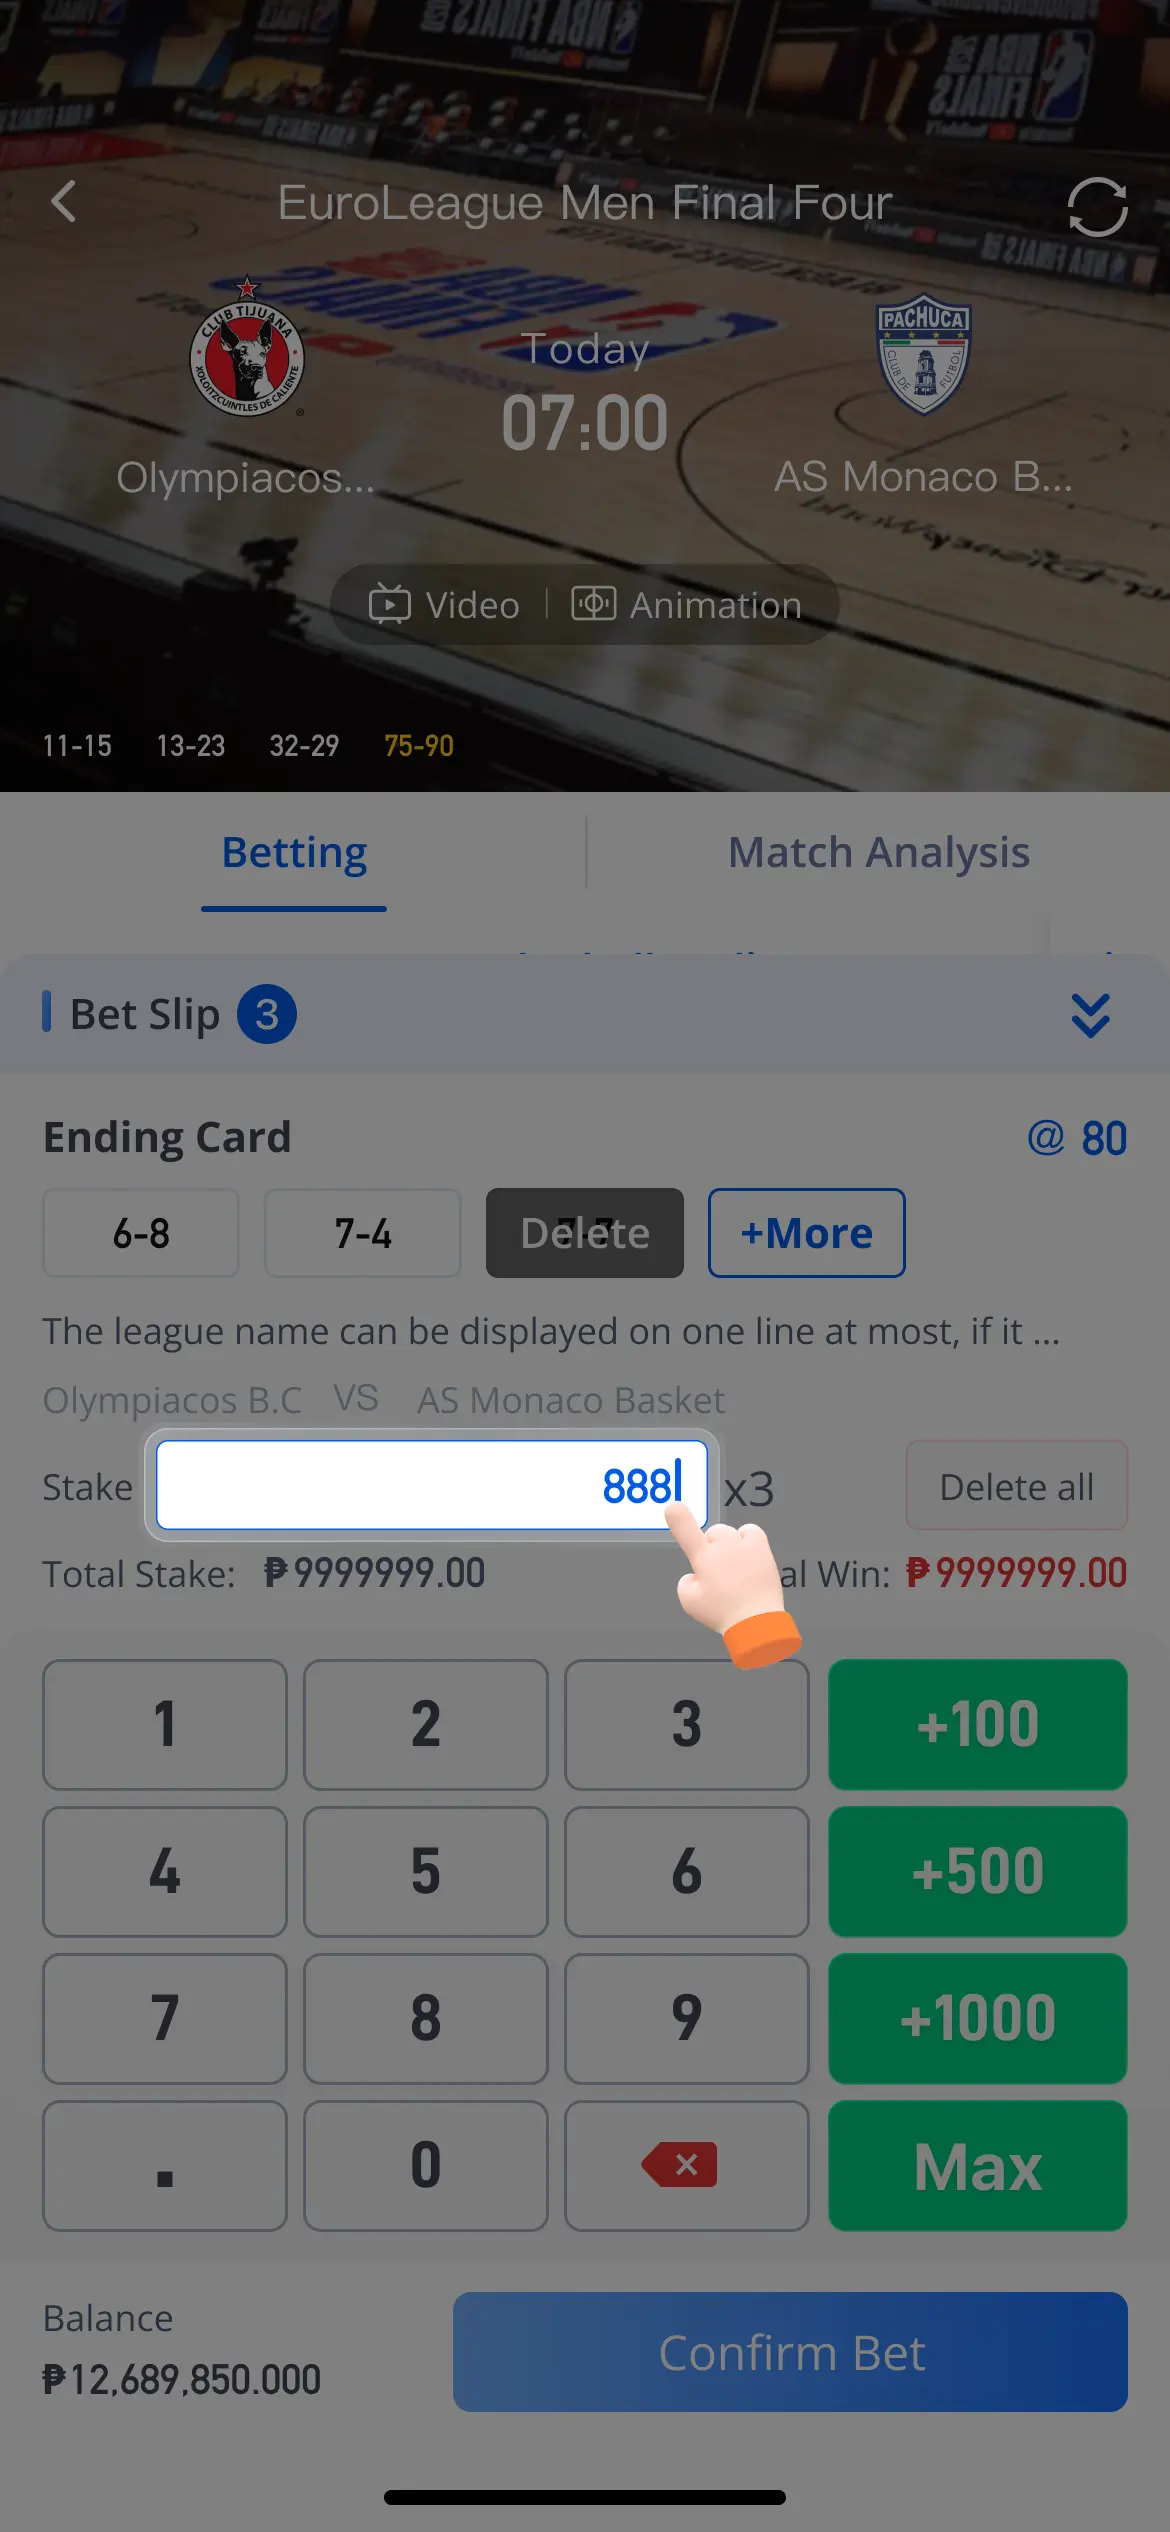 EuroLeague Men Final Four
CLUB TIJUANA
XOLOITZCUINTLES DE CALIENTE
PACHUCA
CLUB DE FUTBOL
Today
07:00
Olympiacos...
AS Monaco B...
Video
Animation
11-15 13-23 32-29 75-90
Betting
Match Analysis
Bet Slip 3
Ending Card
@ 80
6-8
7-4
Delete
+More
The league name can be displayed on one line at most, if it ...
Olympiacos B.C VS AS Monaco Basket
Stake 888 x3
Delete all
Total Stake: ₱9999999.00
al Win: ₱9999999.00
1 2 3 +100
4 5 6 +500
7 8 9 +1000
. 0 Max
Balance
₱12,689,850.000
Confirm Bet